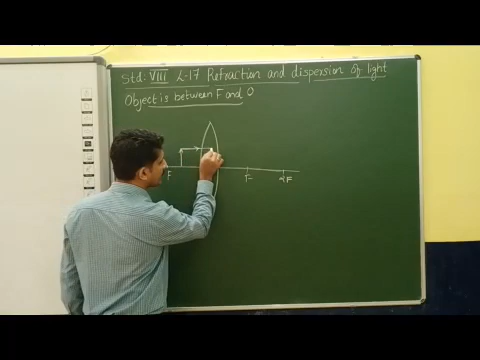 Std: VIII L-17 Refraction and dispersion of light
Object is between F and O
F F 2F